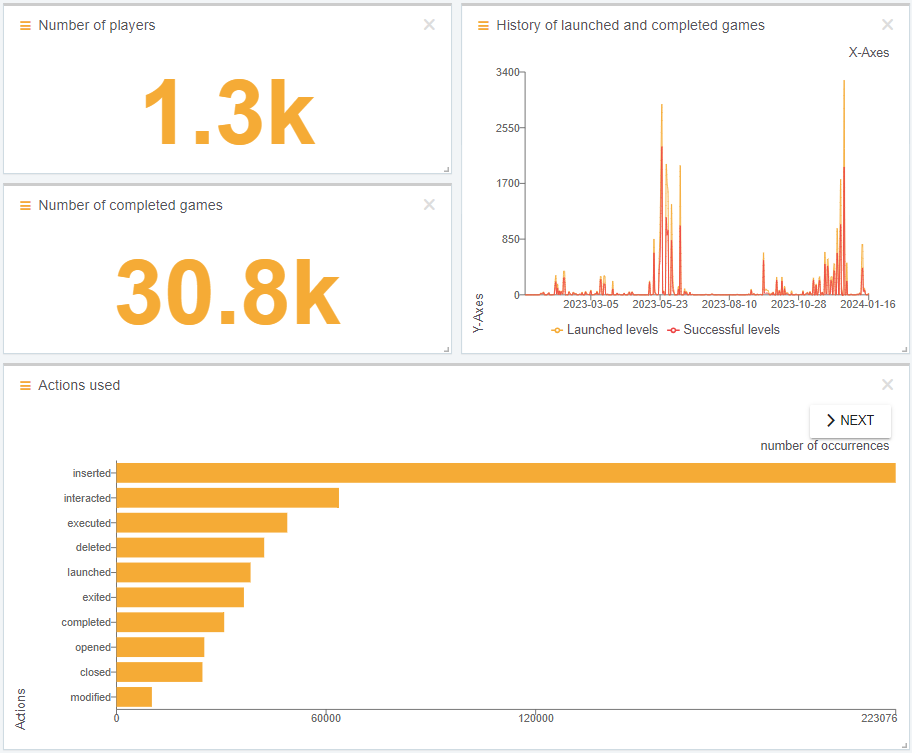 Number of players
1.3k
Number of completed games
30.8k
History of launched and completed games
X-Axes
3400
2550
1700
850
0
Y-Axes
2023-03-05 2023-05-23 2023-08-10 2023-10-28 2024-01-16
Launched levels Successful levels
Actions used
NEXT
number of occurrences
inserted
interacted
executed
deleted
launched
exited
completed
opened
closed
modified
Actions
0 60000 120000 223076